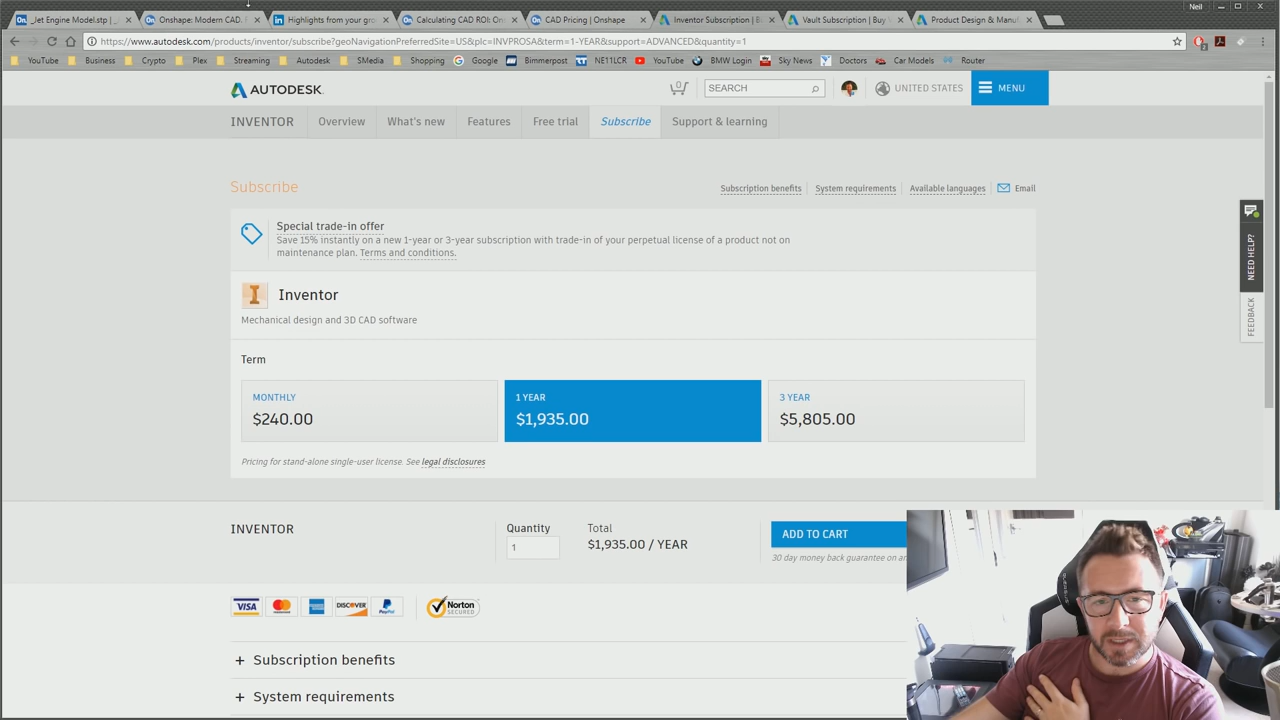 Neil
_Jet Engine Model.stp |
Onshape: Modern CAD.
Highlights from your gro
Calculating CAD ROI: On
CAD Pricing | Onshape
Inventor Subscription | B
Vault Subscription | Buy V
Product Design & Manuf
https://www.autodesk.com/products/inventor/subscribe?geoNavigationPreferredSite=US&plc=INVPROSA&term=1-YEAR&support=ADVANCED&quantity=1
YouTube Business Crypto Plex Streaming Autodesk SMedia Shopping Google Bimmerpost NE11LCR YouTube BMW Login Sky News Doctors Car Models Router
AUTODESK.
0
SEARCH
UNITED STATES
MENU
INVENTOR Overview What's new Features Free trial Subscribe Support & learning
Subscribe
Subscription benefits System requirements Available languages Email
Special trade-in offer
Save 15% instantly on a new 1-year or 3-year subscription with trade-in of your perpetual license of a product not on
maintenance plan. Terms and conditions.
NEED HELP?
FEEDBACK
Inventor
Mechanical design and 3D CAD software
Term
MONTHLY
$240.00
1 YEAR
$1,935.00
3 YEAR
$5,805.00
Pricing for stand-alone single-user license. See legal disclosures
INVENTOR
Quantity
1
Total
$1,935.00 / YEAR
ADD TO CART
30 day money back guarantee on an
VISA
DISCOVER
PayPal
Norton
SECURED
+ Subscription benefits
+ System requirements